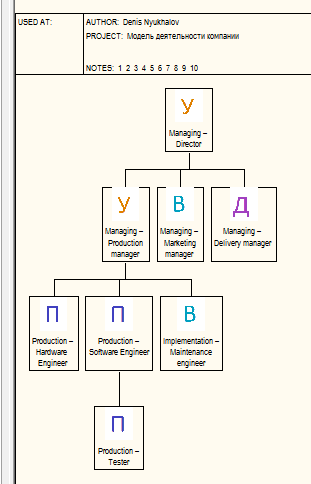 USED AT:
AUTHOR: Denis Nyukhalov
PROJECT: Модель деятельности компании
NOTES: 1 2 3 4 5 6 7 8 9 10
У
Managing –
Director
У
Managing –
Production
manager
В
Managing –
Marketing
manager
Д
Managing –
Delivery manager
П
Production –
Hardware
Engineer
П
Production –
Software Engineer
В
Implementation –
Maintenance
engineer
П
Production –
Tester